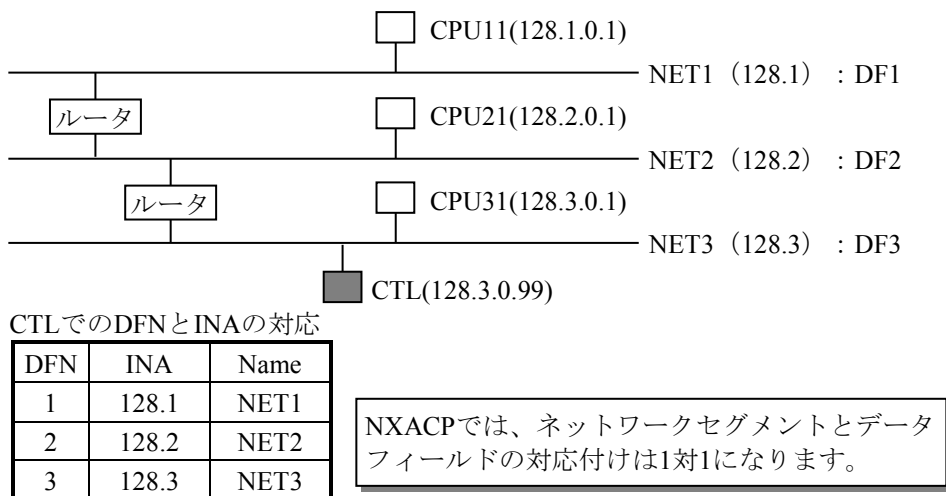 CPU11(128.1.0.1)
NET1（128.1）：DF1
ルータ
CPU21(128.2.0.1)
NET2（128.2）：DF2
ルータ
CPU31(128.3.0.1)
NET3（128.3）：DF3
CTL(128.3.0.99)
CTLでのDFNとINAの対応
DFN INA Name
1 128.1 NET1
2 128.2 NET2
3 128.3 NET3
NXACPでは、ネットワークセグメントとデータ
フィールドの対応付けは1対1になります。